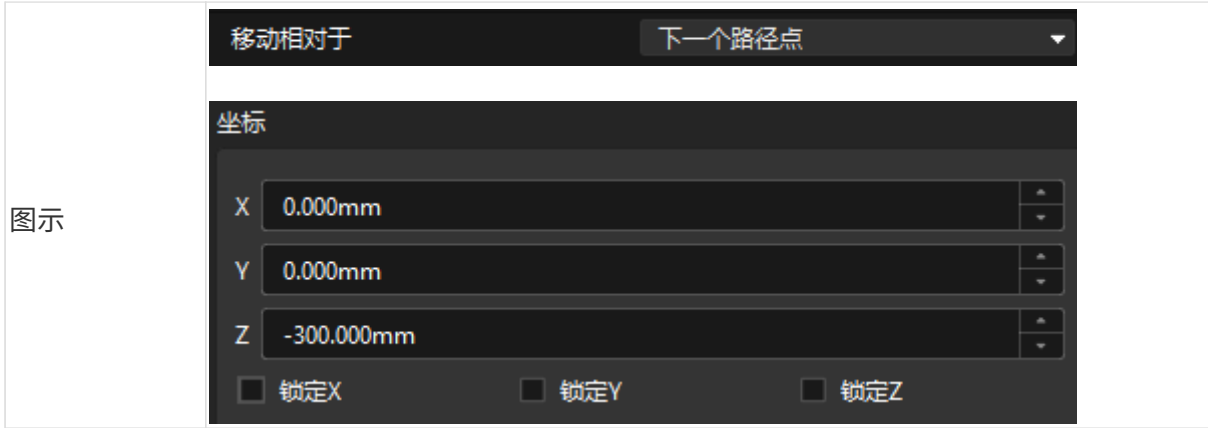 移动相对于 下一个路径点
坐标
X 0.000mm
图示
Y 0.000mm
Z -300.000mm
锁定X 锁定Y 锁定Z